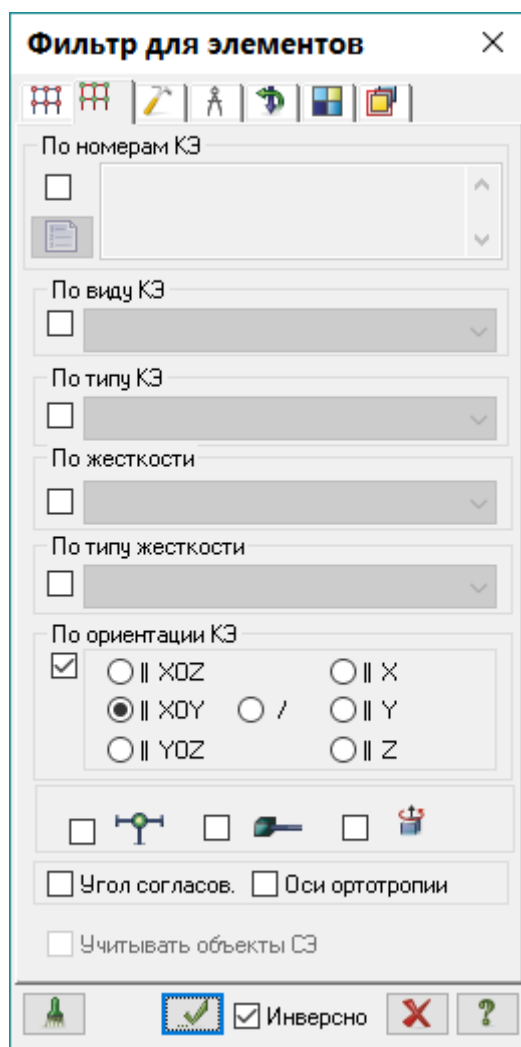 Фильтр для элементов
По номерам КЭ
По виду КЭ
По типу КЭ
По жесткости
По типу жесткости
По ориентации КЭ
|| XOZ || X
|| XOY / || Y
|| YOZ || Z
Угол согласов. Оси ортотропии
Учитывать объекты СЭ
Инверсно ?